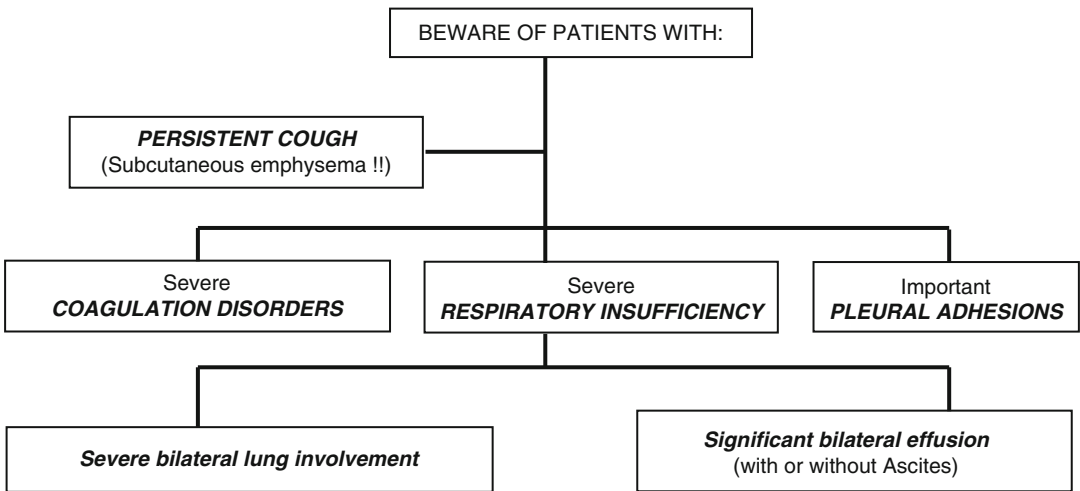 BEWARE OF PATIENTS WITH:
PERSISTENT COUGH
(Subcutaneous emphysema !!)
Severe
COAGULATION DISORDERS
Severe
RESPIRATORY INSUFFICIENCY
Important
PLEURAL ADHESIONS
Severe bilateral lung involvement
Significant bilateral effusion
(with or without Ascites)